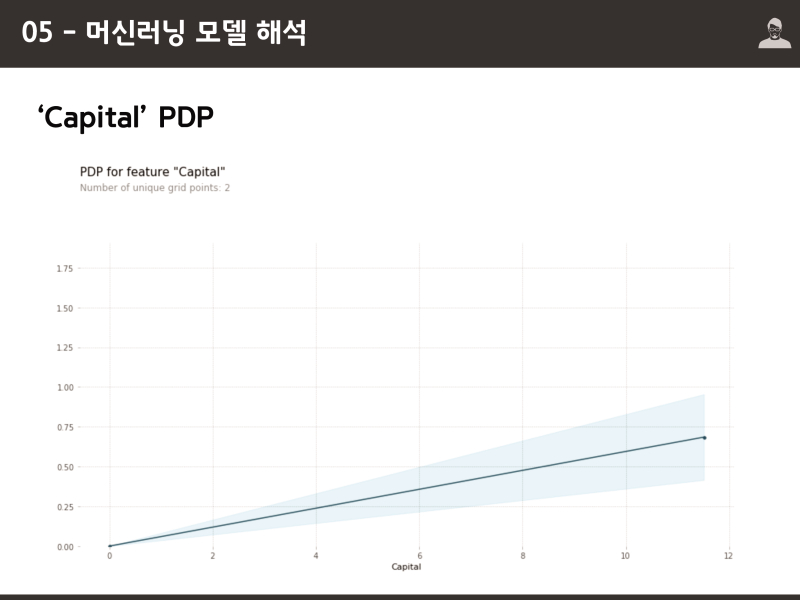 05 - 머신러닝 모델 해석
‘Capital’ PDP
PDP for feature "Capital"
Number of unique grid points: 2
1.75
1.50
1.25
1.00
0.75
0.50
0.25
0.00
0 2 4 6 8 10 12
Capital